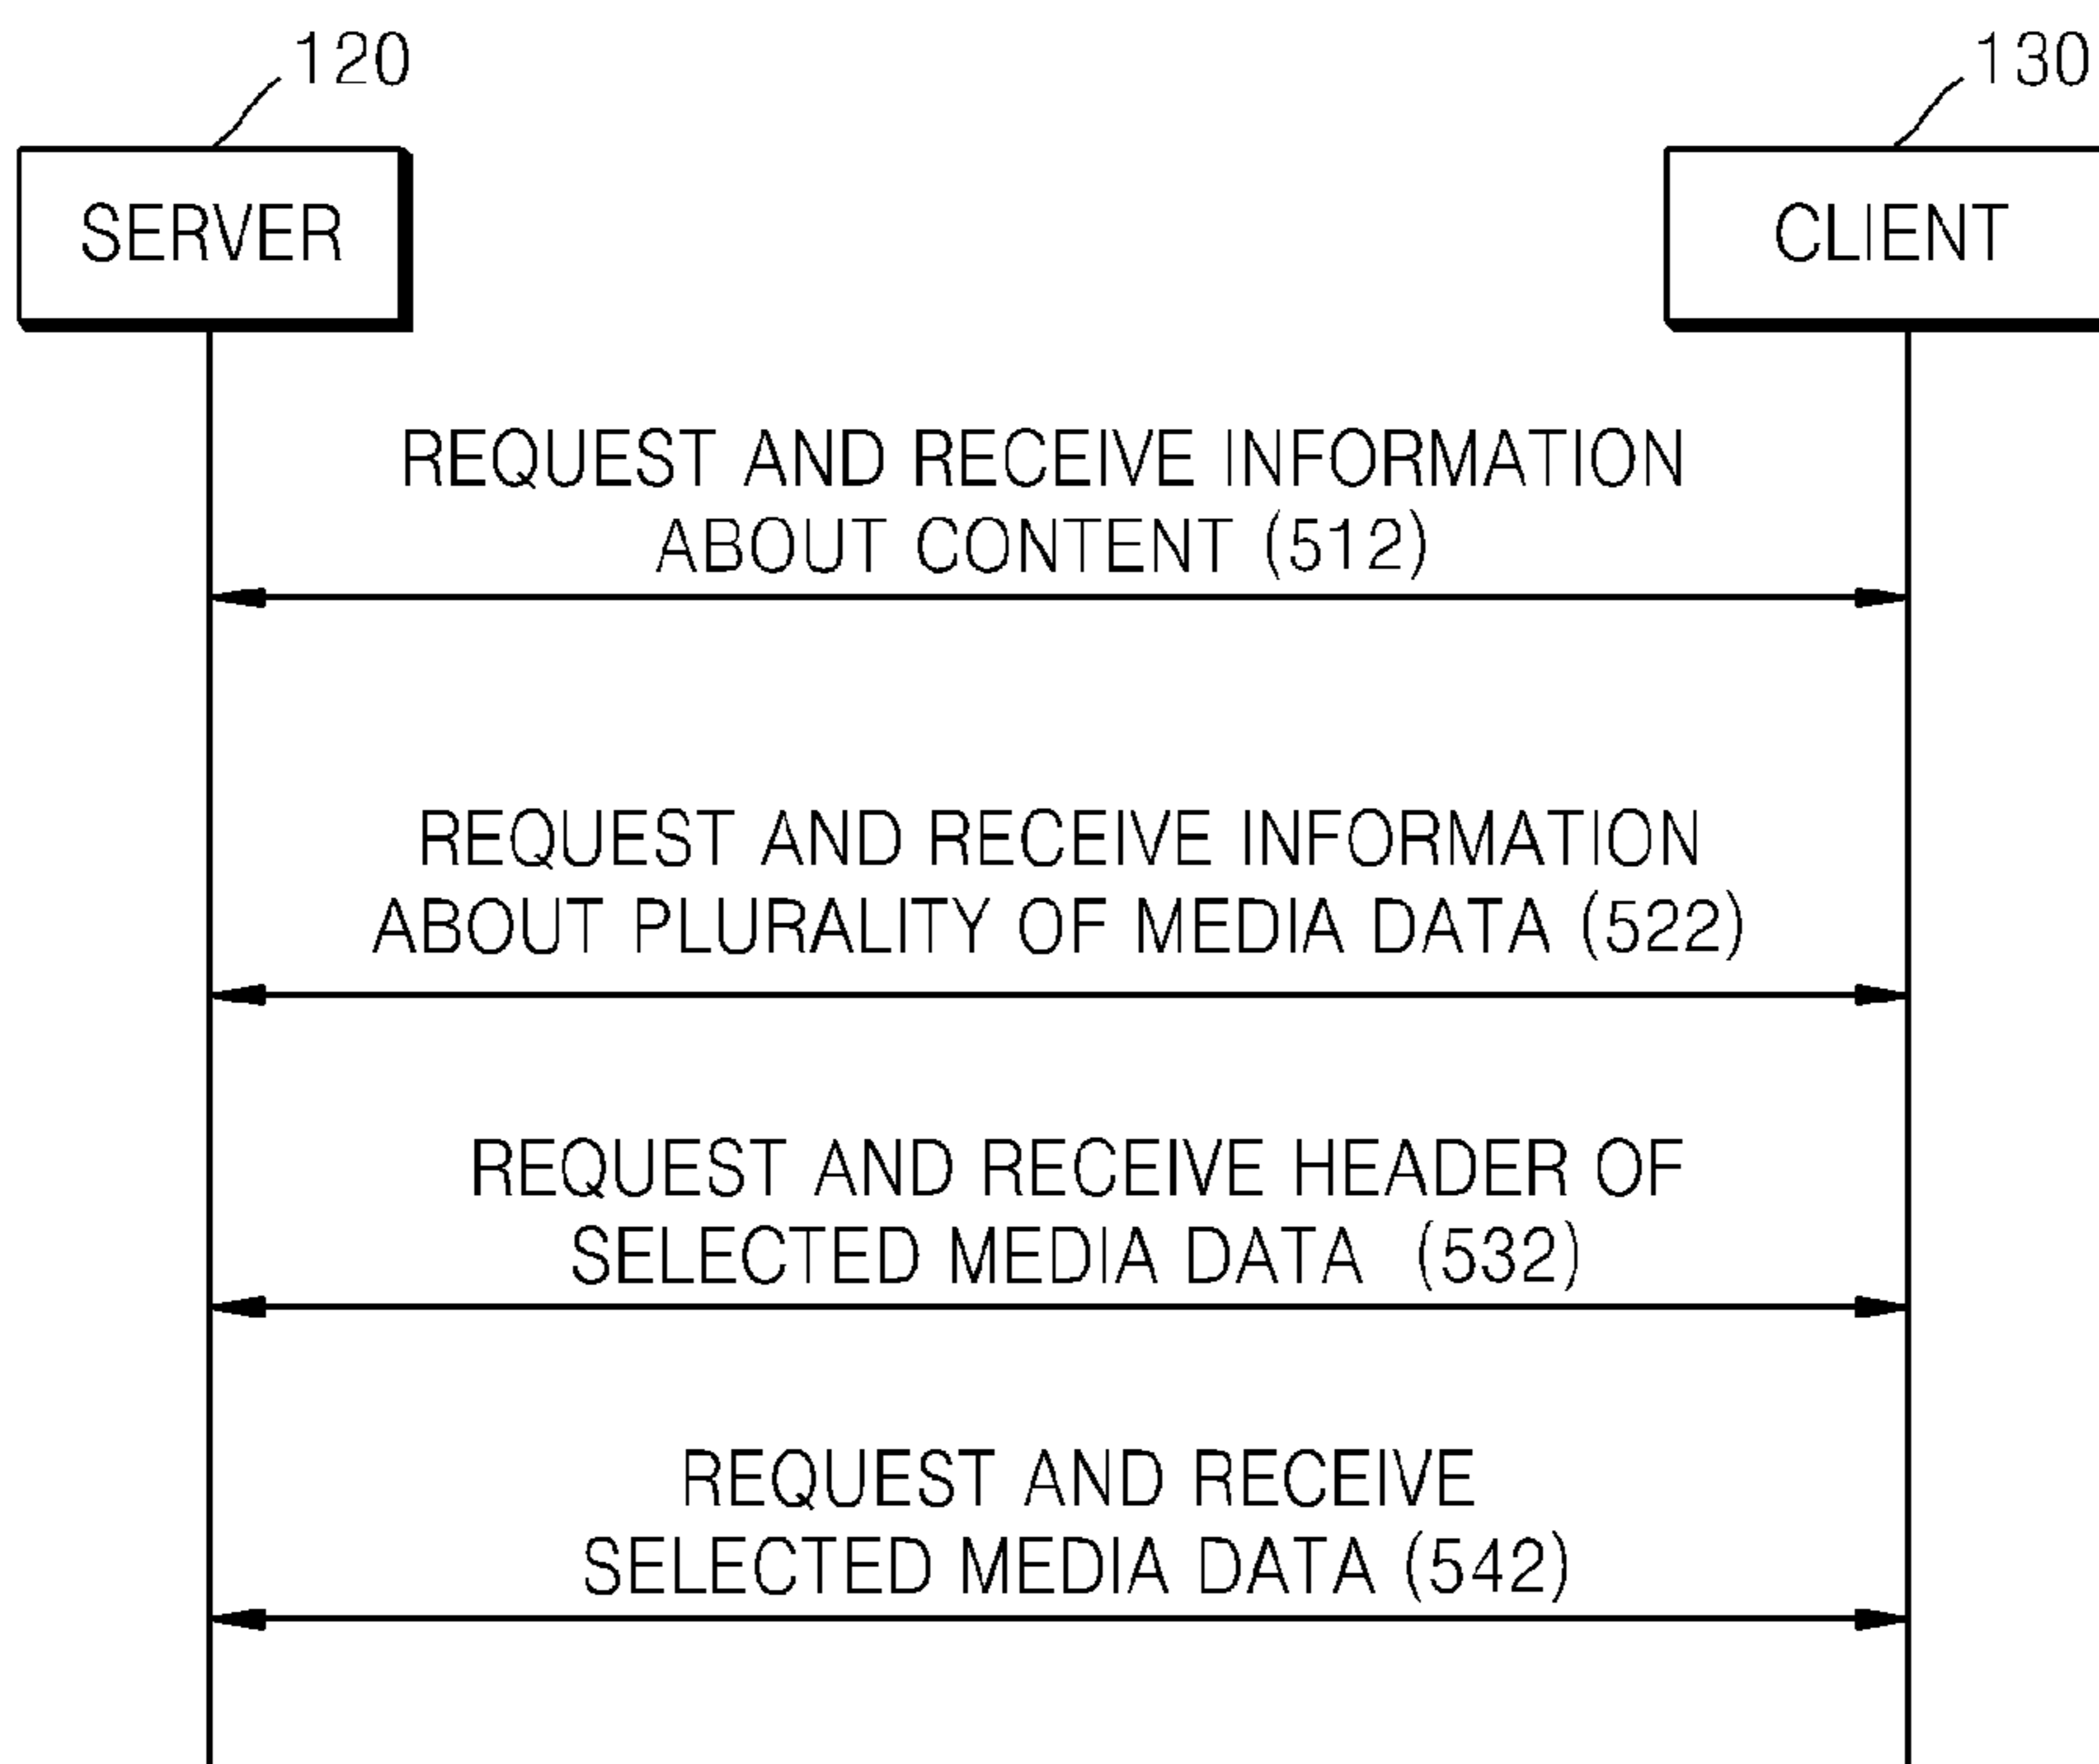 120
130
SERVER
CLIENT
REQUEST AND RECEIVE INFORMATION
ABOUT CONTENT (512)
REQUEST AND RECEIVE INFORMATION
ABOUT PLURALITY OF MEDIA DATA (522)
REQUEST AND RECEIVE HEADER OF
SELECTED MEDIA DATA (532)
REQUEST AND RECEIVE
SELECTED MEDIA DATA (542)